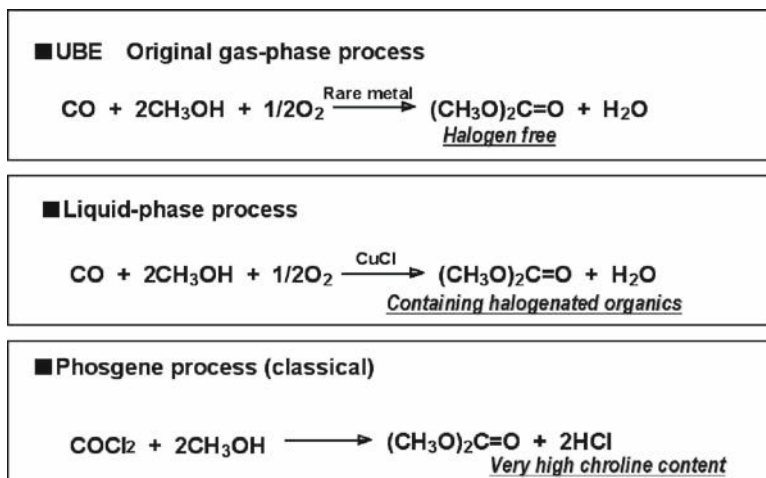 ■UBE Original gas-phase process
Rare metal
CO + 2CH₃OH + 1/2O₂ → (CH₃O)₂C=O + H₂O
Halogen free
■Liquid-phase process
CuCl
CO + 2CH₃OH + 1/2O₂ → (CH₃O)₂C=O + H₂O
Containing halogenated organics
■Phosgene process (classical)
COCl₂ + 2CH₃OH → (CH₃O)₂C=O + 2HCl
Very high chroline content